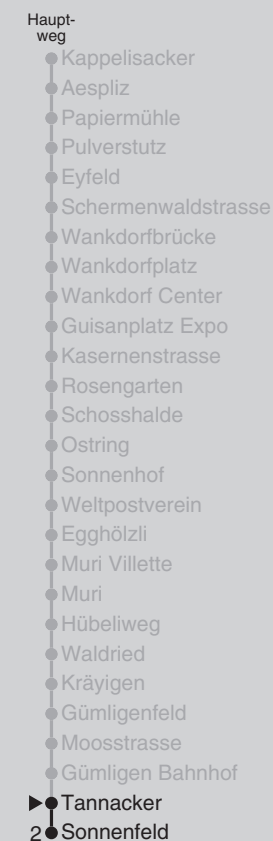 Haupt-
weg
Kappelisacker
Aespliz
Papiermühle
Pulverstutz
Eyfeld
Schermenwaldstrasse
Wankdorfbrücke
Wankdorfplatz
Wankdorf Center
Guisanplatz Expo
Kasernenstrasse
Rosengarten
Schosshalde
Ostring
Sonnenhof
Weltpostverein
Egghölzli
Muri Villette
Muri
Hübeliweg
Waldried
Kräyigen
Gümligenfeld
Moosstrasse
Gümligen Bahnhof
Tannacker
2 Sonnenfeld